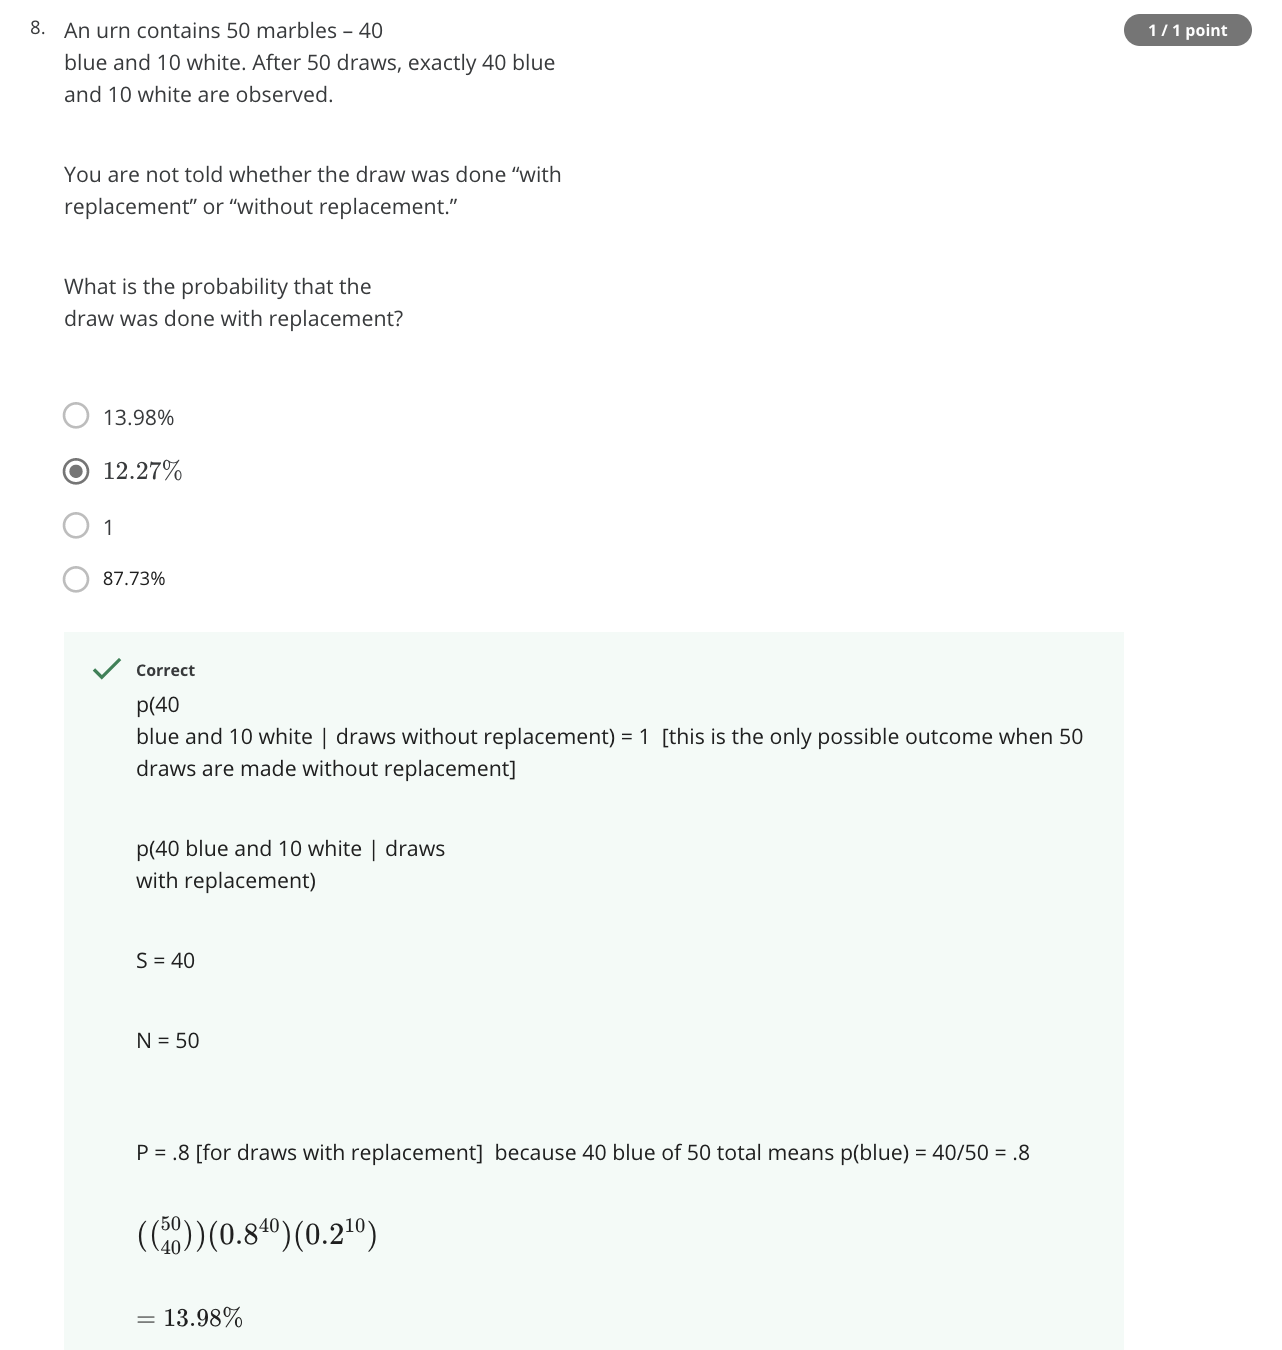 8. An urn contains 50 marbles – 40
1 / 1 point
blue and 10 white. After 50 draws, exactly 40 blue
and 10 white are observed.
You are not told whether the draw was done “with
replacement” or “without replacement.”
What is the probability that the
draw was done with replacement?
13.98%
12.27%
1
87.73%
Correct
p(40
blue and 10 white | draws without replacement) = 1 [this is the only possible outcome when 50
draws are made without replacement]
p(40 blue and 10 white | draws
with replacement)
S = 40
N = 50
P = .8 [for draws with replacement] because 40 blue of 50 total means p(blue) = 40/50 = .8
((50 40))(0.8^40)(0.2^10)
= 13.98%